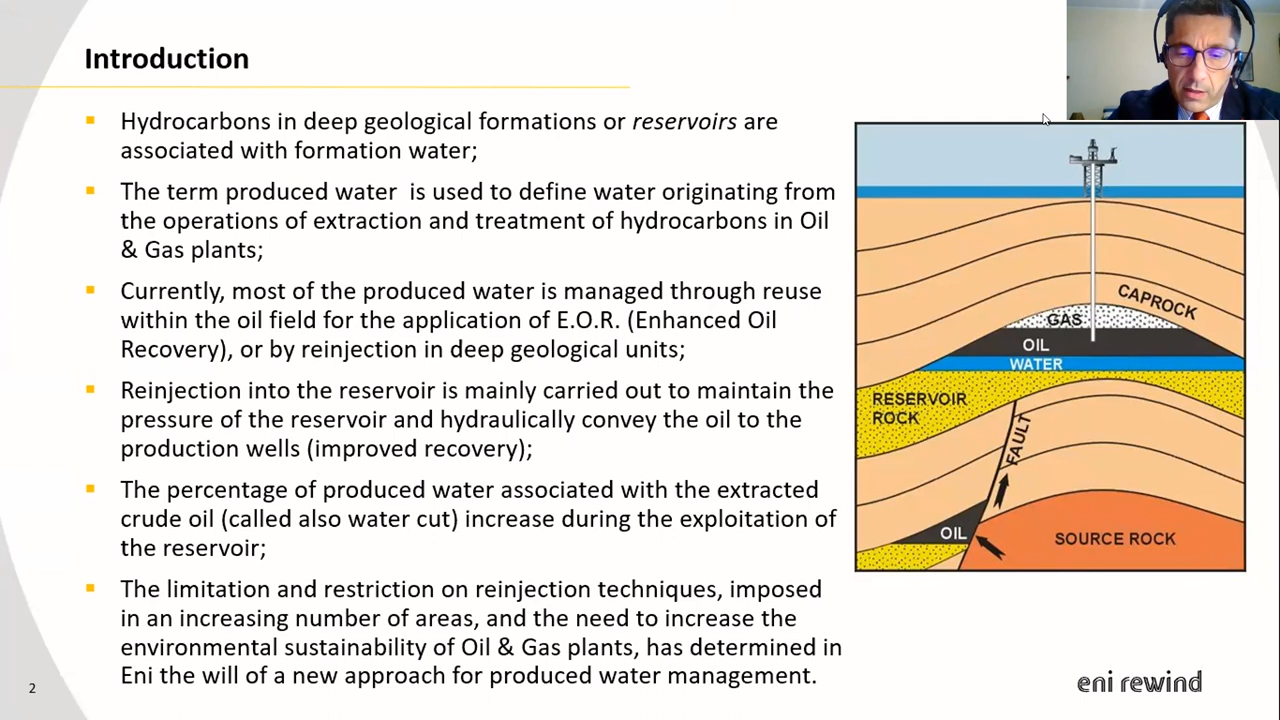 Introduction
Hydrocarbons in deep geological formations or reservoirs are
associated with formation water;
The term produced water is used to define water originating from
the operations of extraction and treatment of hydrocarbons in Oil
& Gas plants;
Currently, most of the produced water is managed through reuse
within the oil field for the application of E.O.R. (Enhanced Oil
Recovery), or by reinjection in deep geological units;
Reinjection into the reservoir is mainly carried out to maintain the
pressure of the reservoir and hydraulically convey the oil to the
production wells (improved recovery);
The percentage of produced water associated with the extracted
crude oil (called also water cut) increase during the exploitation of
the reservoir;
The limitation and restriction on reinjection techniques, imposed
in an increasing number of areas, and the need to increase the
environmental sustainability of Oil & Gas plants, has determined in
Eni the will of a new approach for produced water management.
CAPROCK
GAS
OIL
WATER
RESERVOIR
ROCK
FAULT
OIL
SOURCE ROCK
2
eni rewind